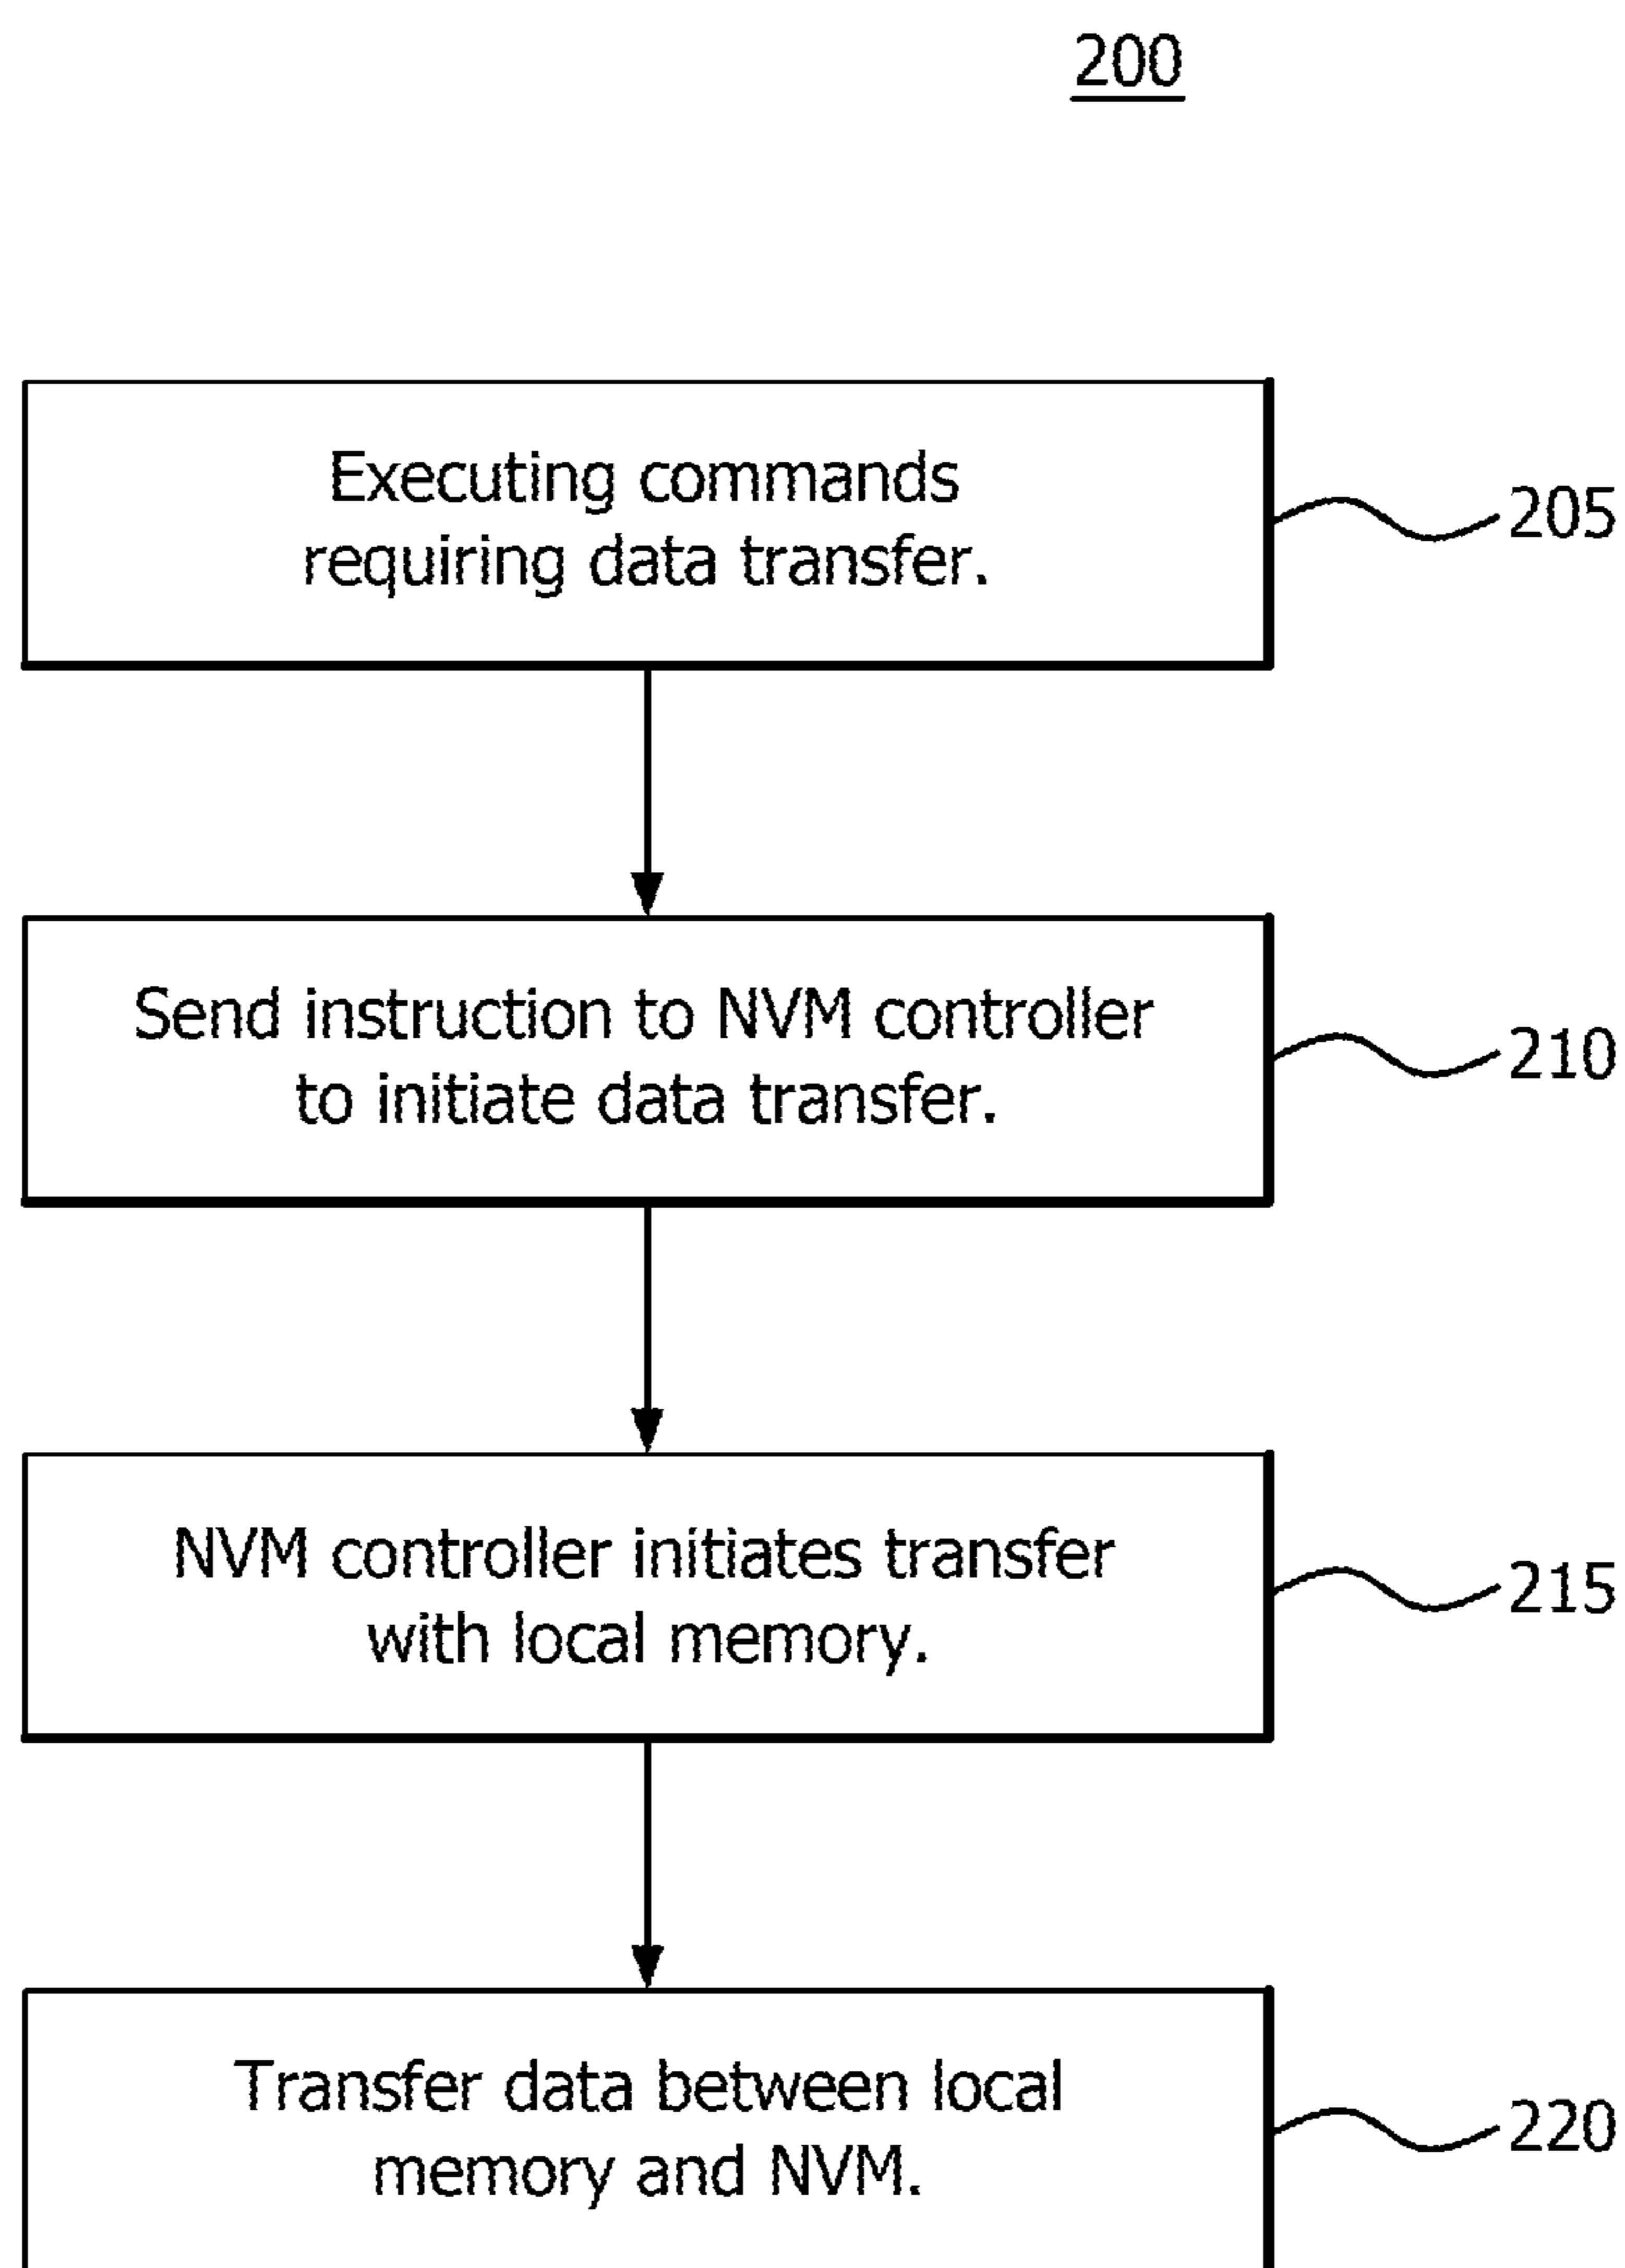 200
Executing commands
requiring data transfer.
205
Send instruction to NVM controller
to initiate data transfer.
210
NVM controller initiates transfer
with local memory.
215
Transfer data between local
memory and NVM.
220